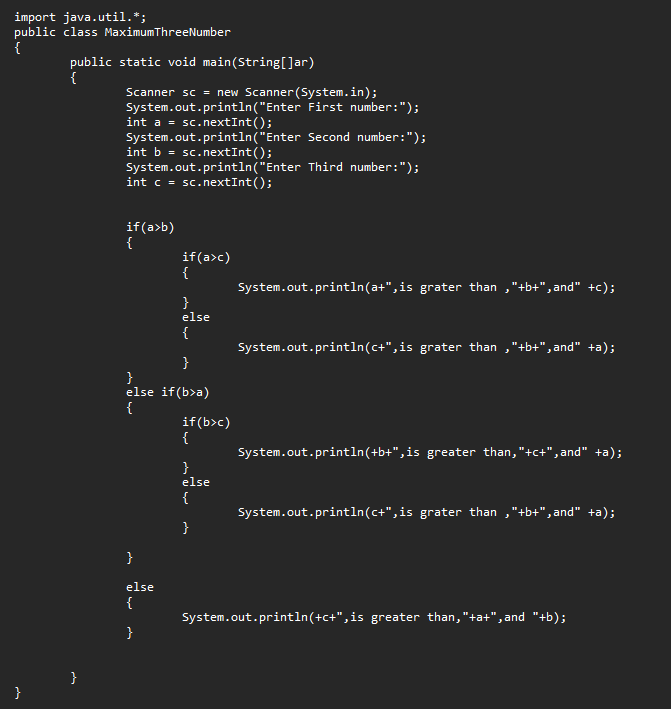 import java.util.*;
public class MaximumThreeNumber
{
        public static void main(String[]ar)
        {
                Scanner sc = new Scanner(System.in);
                System.out.println("Enter First number:");
                int a = sc.nextInt();
                System.out.println("Enter Second number:");
                int b = sc.nextInt();
                System.out.println("Enter Third number:");
                int c = sc.nextInt();


                if(a>b)
                {
                        if(a>c)
                        {
                                System.out.println(a+",is grater than ,"+b+",and" +c);
                        }
                        else
                        {
                                System.out.println(c+",is grater than ,"+b+",and" +a);
                        }
                }
                else if(b>a)
                {
                        if(b>c)
                        {
                                System.out.println(+b+",is greater than,"+c+",and" +a);
                        }
                        else
                        {
                                System.out.println(c+",is grater than ,"+b+",and" +a);
                        }

                }

                else
                {
                        System.out.println(+c+",is greater than,"+a+",and "+b);
                }


        }
}